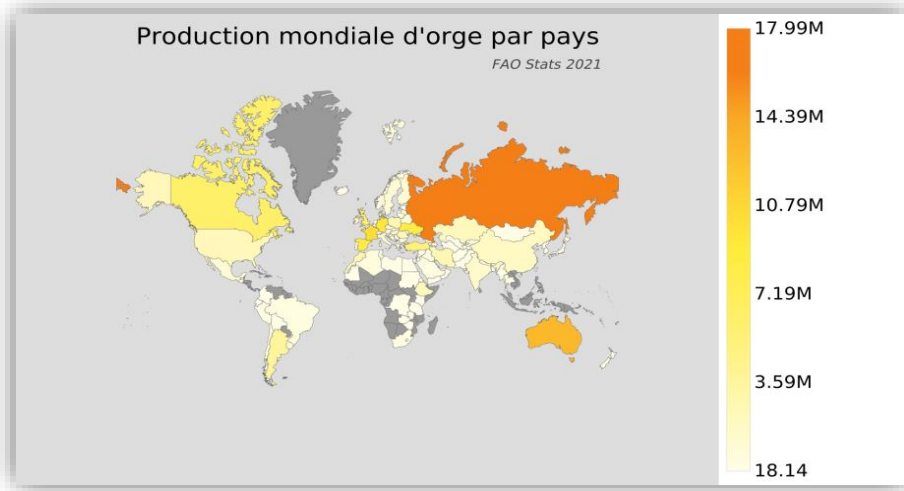 Production mondiale d'orge par pays
FAO Stats 2021
17.99M
14.39M
10.79M
7.19M
3.59M
18.14